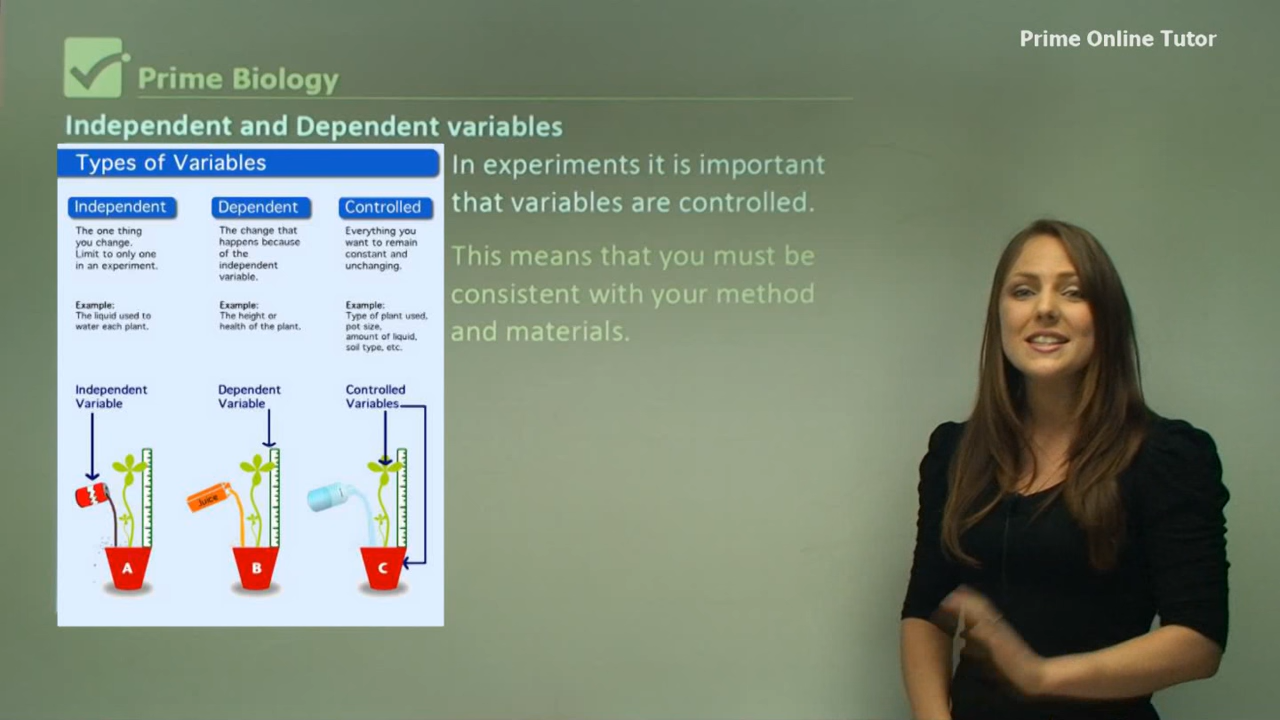 Prime Online Tutor
Prime Biology
Independent and Dependent variables
Types of Variables
Independent
The one thing
you change.
Limit to only one
in an experiment.
Example:
The liquid used to
water each plant.
Dependent
The change that
happens because
of the
independent
variable.
Example:
The height or
health of the plant.
Controlled
Everything you
want to remain
constant and
unchanging.
Example:
Type of plant used,
pot size,
amount of liquid,
soil type, etc.
Independent
Variable
Dependent
Variable
Controlled
Variables
Juice
A
B
C
In experiments it is important
that variables are controlled.
This means that you must be
consistent with your method
and materials.